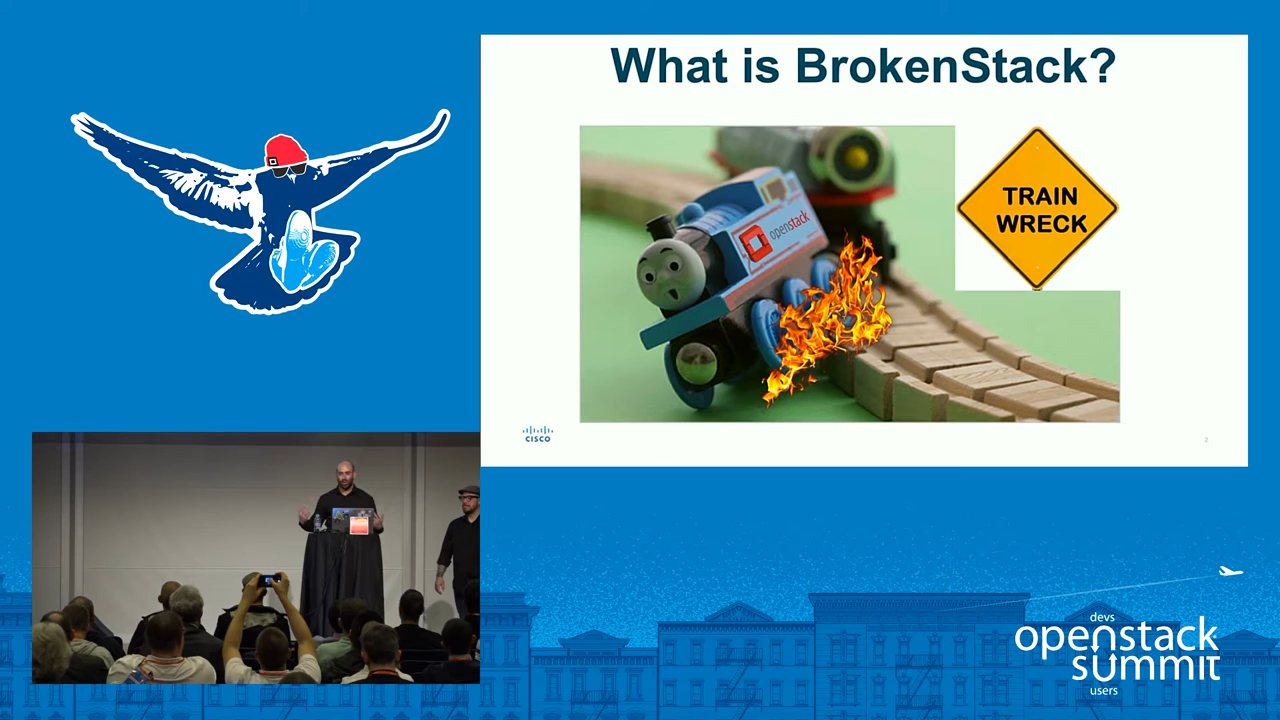 What is BrokenStack?
openstack
TRAIN
WRECK
CISCO
2
devs
openstack
summit
users